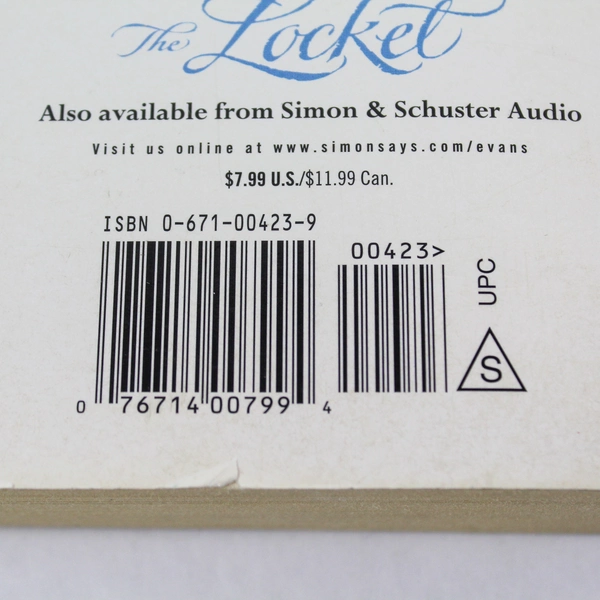 The Locket
Also available from Simon & Schuster Audio
Visit us online at www.simonsays.com/evans
$7.99 U.S./$11.99 Can.
ISBN 0-671-00423-9
00423>
UPC
S
0 76714 00799 4